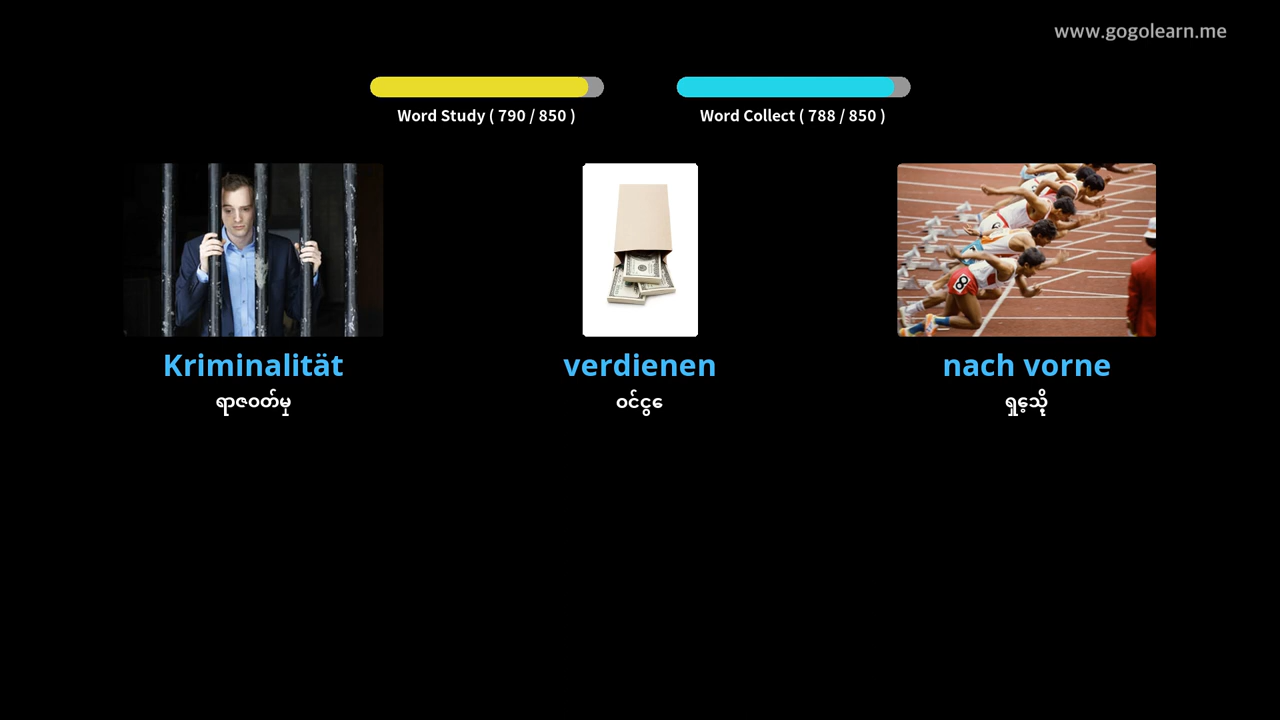 www.gogolearn.me
Word Study ( 790 / 850 )
Word Collect ( 788 / 850 )
Kriminalität
verdienen
nach vorne
ရာဇဝတ်မှု
ဝင်ငွေ
ရှေ့သို့
8